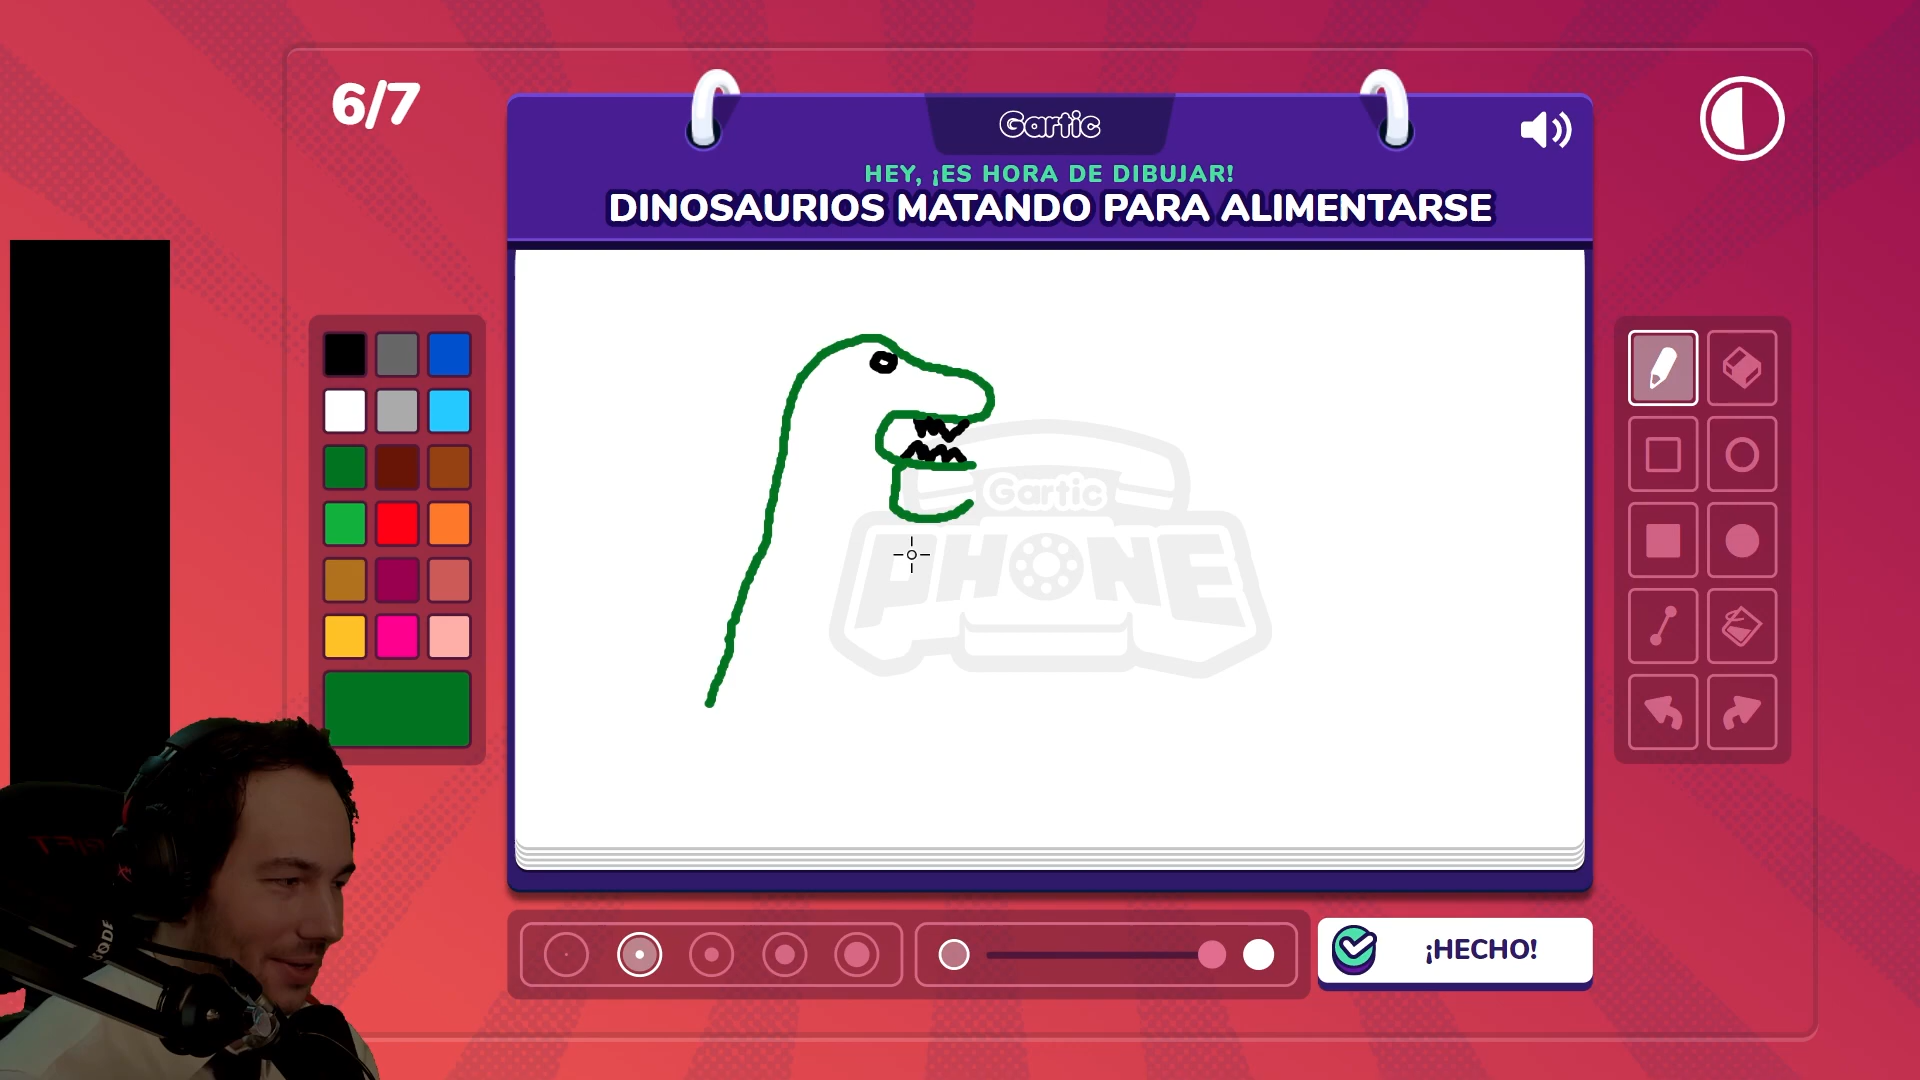 6/7
Gartic
HEY, ¡ES HORA DE DIBUJAR!
DINOSAURIOS MATANDO PARA ALIMENTARSE
Gartic
PHONE
¡HECHO!